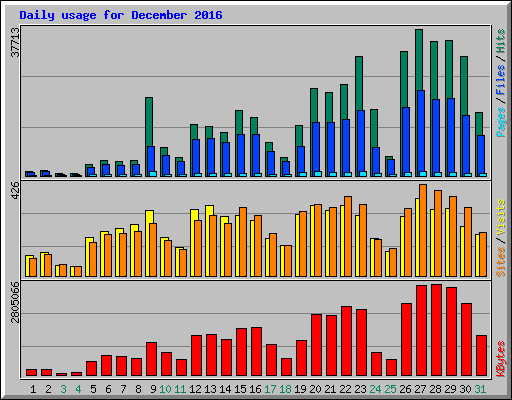 Daily usage for December 2016
37713
Pages / Files / Hits
426
Sites / Visits
2805066
KBytes
1 2 3 4 5 6 7 8 9 10 11 12 13 14 15 16 17 18 19 20 21 22 23 24 25 26 27 28 29 30 31